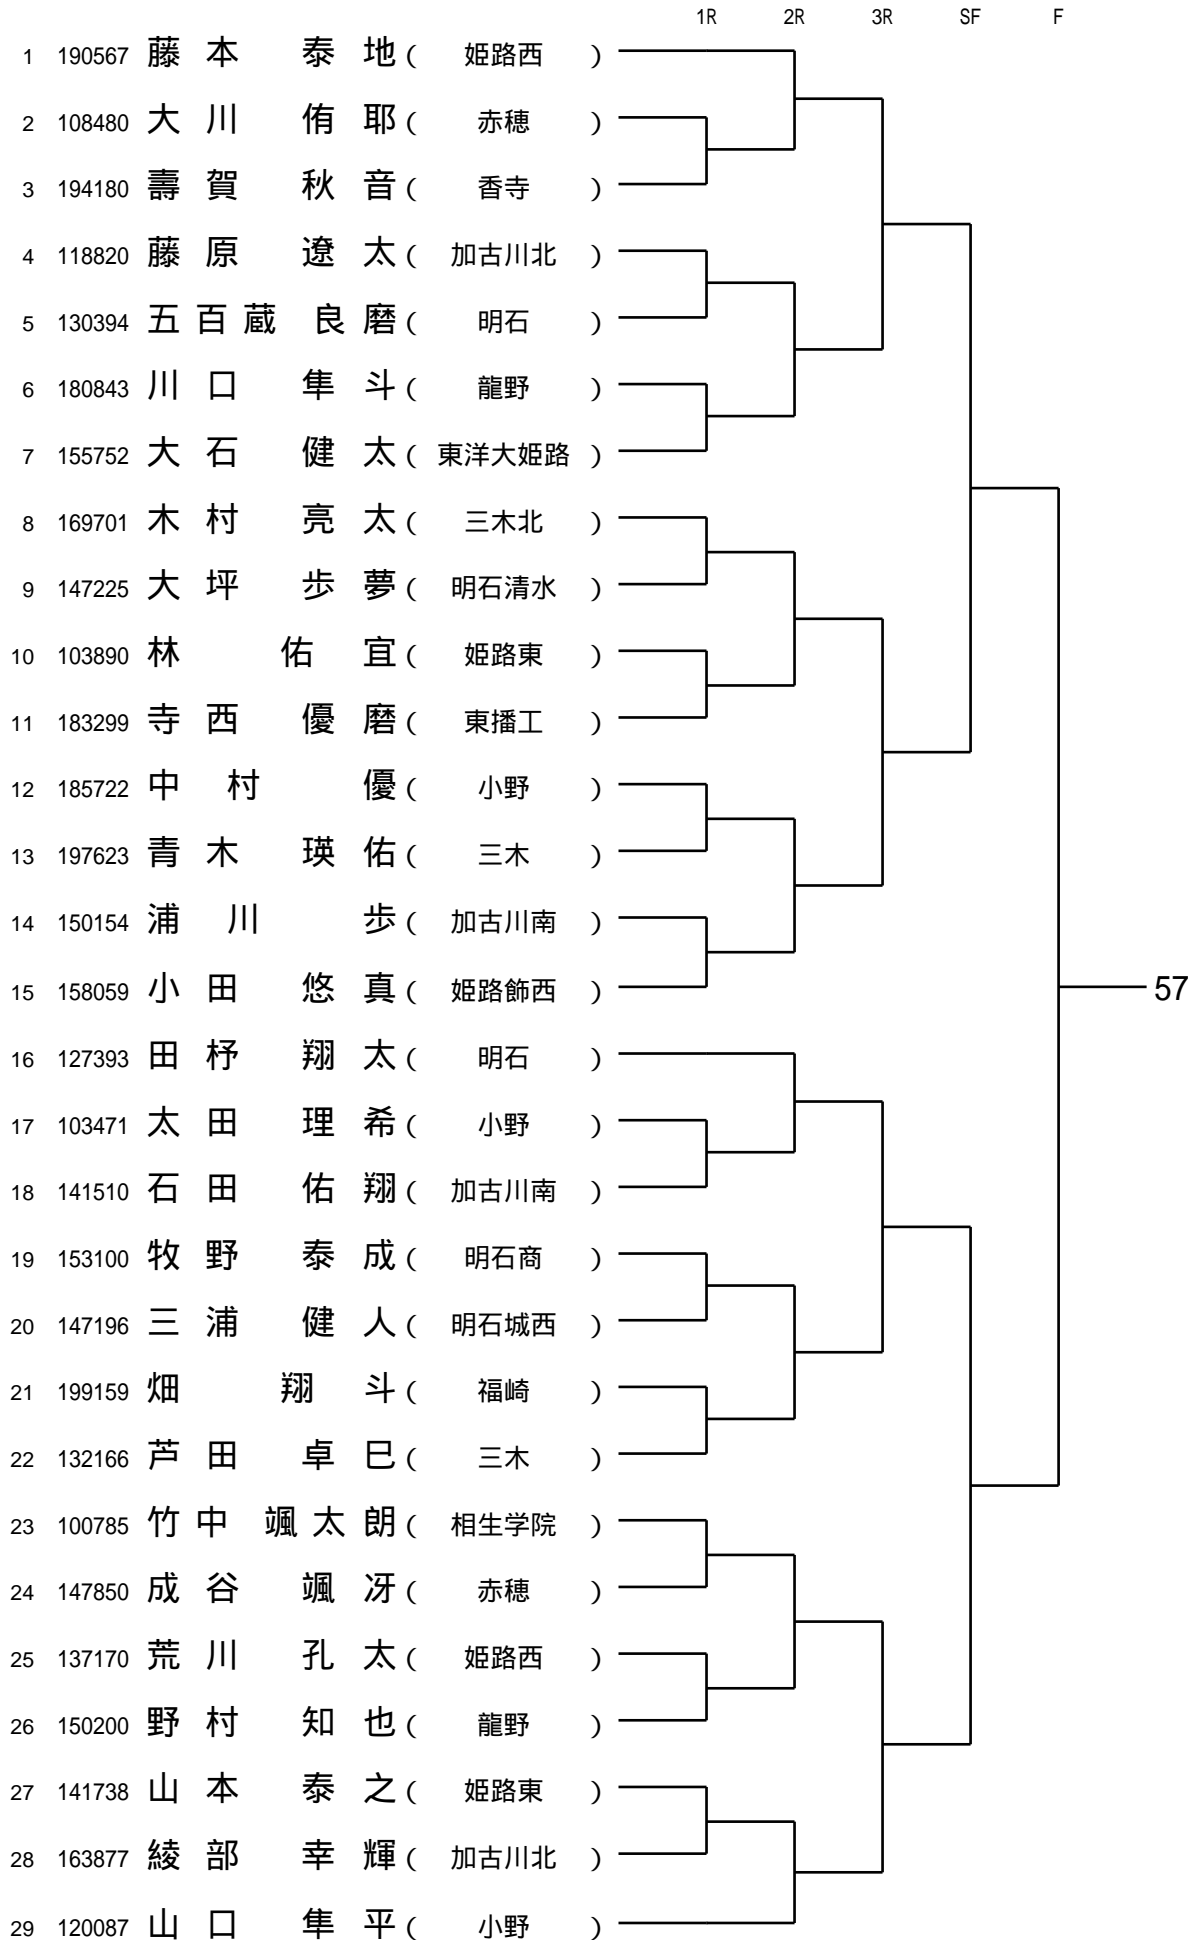 1R 2R 3R SF F
1 190567 藤本 泰地 ( 姫路西 )
2 108480 大川 侑耶 ( 赤穂 )
3 194180 壽賀 秋音 ( 香寺 )
4 118820 藤原 遼太 ( 加古川北 )
5 130394 五百蔵 良磨 ( 明石 )
6 180843 川口 隼斗 ( 龍野 )
7 155752 大石 健太 ( 東洋大姫路 )
8 169701 木村 亮太 ( 三木北 )
9 147225 大坪 歩夢 ( 明石清水 )
10 103890 林 佑宜 ( 姫路東 )
11 183299 寺西 優磨 ( 東播工 )
12 185722 中村 優 ( 小野 )
13 197623 青木 瑛佑 ( 三木 )
14 150154 浦川 歩 ( 加古川南 )
15 158059 小田 悠真 ( 姫路飾西 )
57
16 127393 田杼 翔太 ( 明石 )
17 103471 太田 理希 ( 小野 )
18 141510 石田 佑翔 ( 加古川南 )
19 153100 牧野 泰成 ( 明石商 )
20 147196 三浦 健人 ( 明石城西 )
21 199159 畑 翔斗 ( 福崎 )
22 132166 芦田 卓巳 ( 三木 )
23 100785 竹中 颯太朗 ( 相生学院 )
24 147850 成谷 颯冴 ( 赤穂 )
25 137170 荒川 孔太 ( 姫路西 )
26 150200 野村 知也 ( 龍野 )
27 141738 山本 泰之 ( 姫路東 )
28 163877 綾部 幸輝 ( 加古川北 )
29 120087 山口 隼平 ( 小野 )